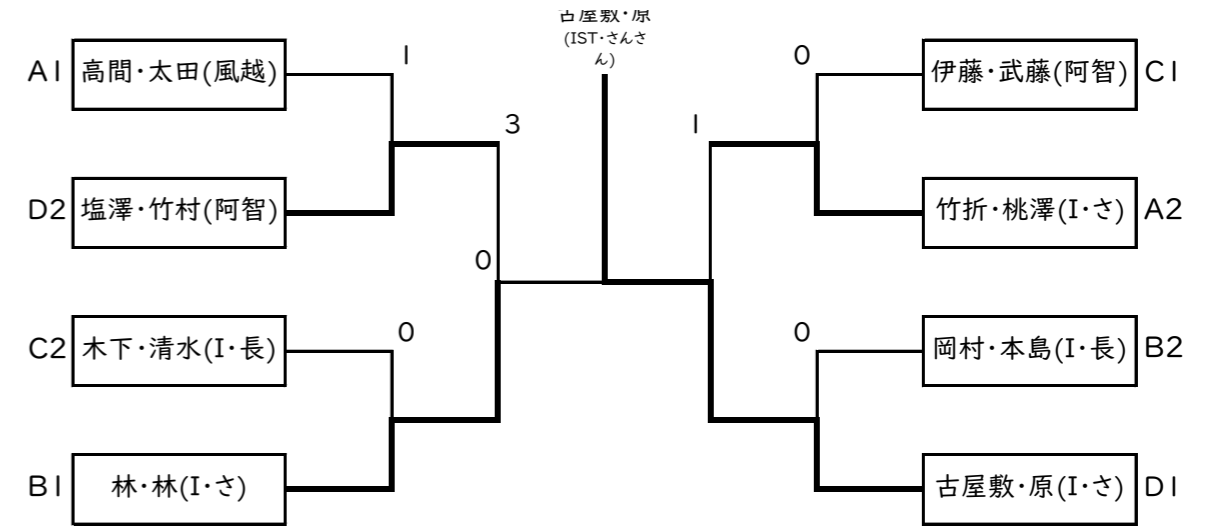 古屋敷・原
(IST・さんさ
ん)
A1 高間・太田(風越) 1
0 伊藤・武藤(阿智) C1
3
1
D2 塩澤・竹村(阿智)
竹折・桃澤(I・さ) A2
0
C2 木下・清水(I・長) 0
0 岡村・本島(I・長) B2
B1 林・林(I・さ)
古屋敷・原(I・さ) D1